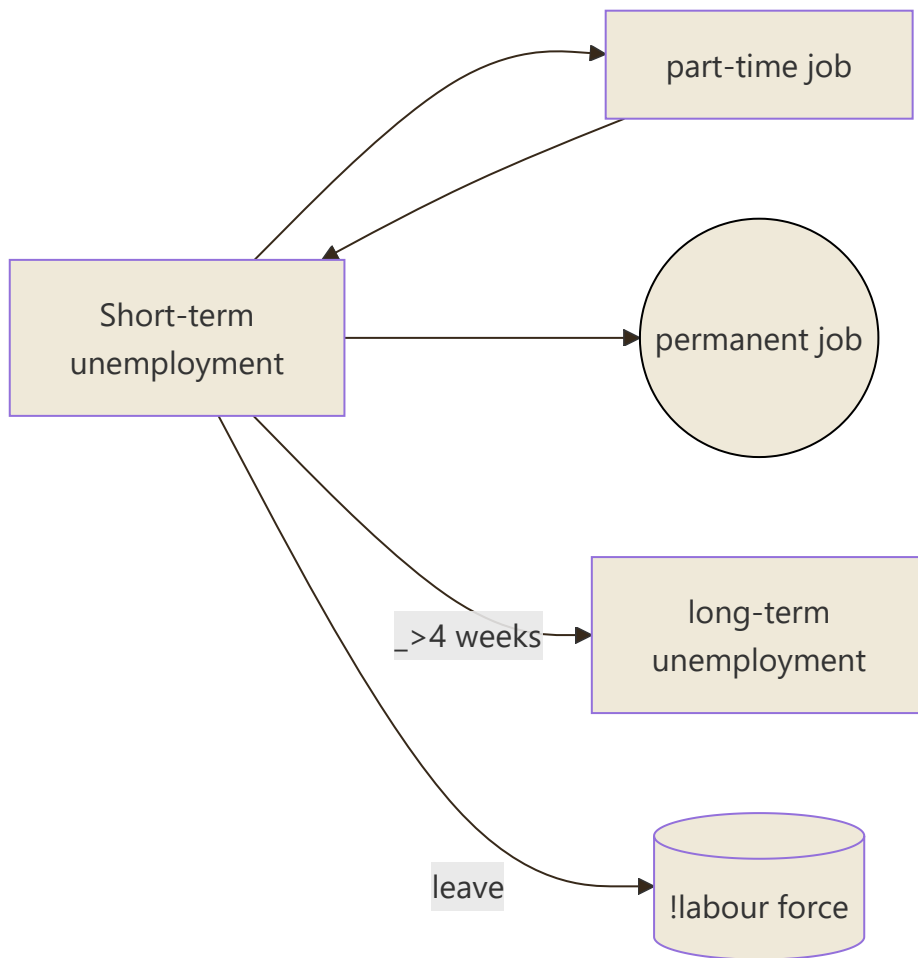 part-time job
Short-term
unemployment
permanent job
long-term
unemployment
_>4 weeks
leave
!labour force